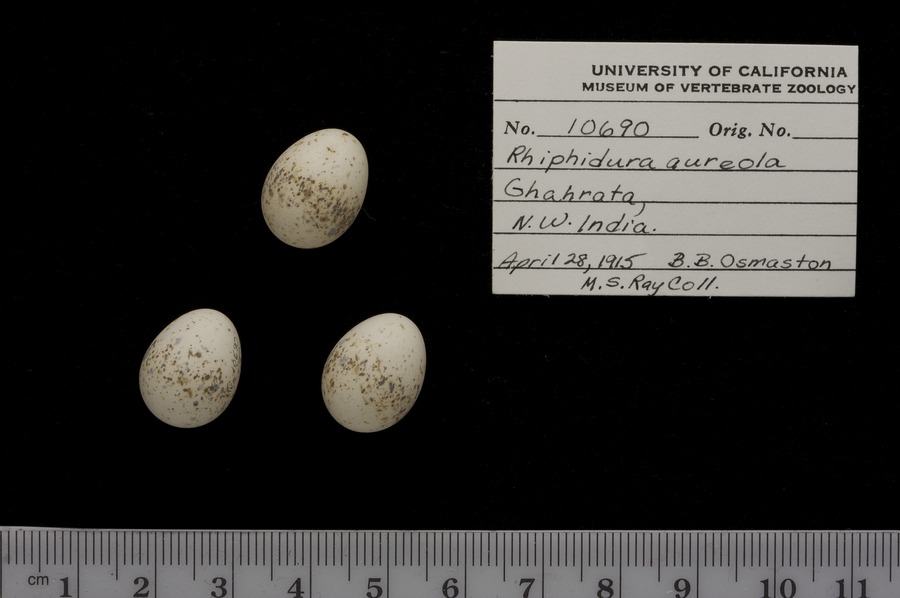 UNIVERSITY OF CALIFORNIA
MUSEUM OF VERTEBRATE ZOOLOGY
No. 10690 Orig. No.
Rhiphidura aureola
Ghahrata,
N.W. India.
April 28, 1915 B.B. Osmaston
M.S. Ray Coll.
cm 1 2 3 4 5 6 7 8 9 10 11